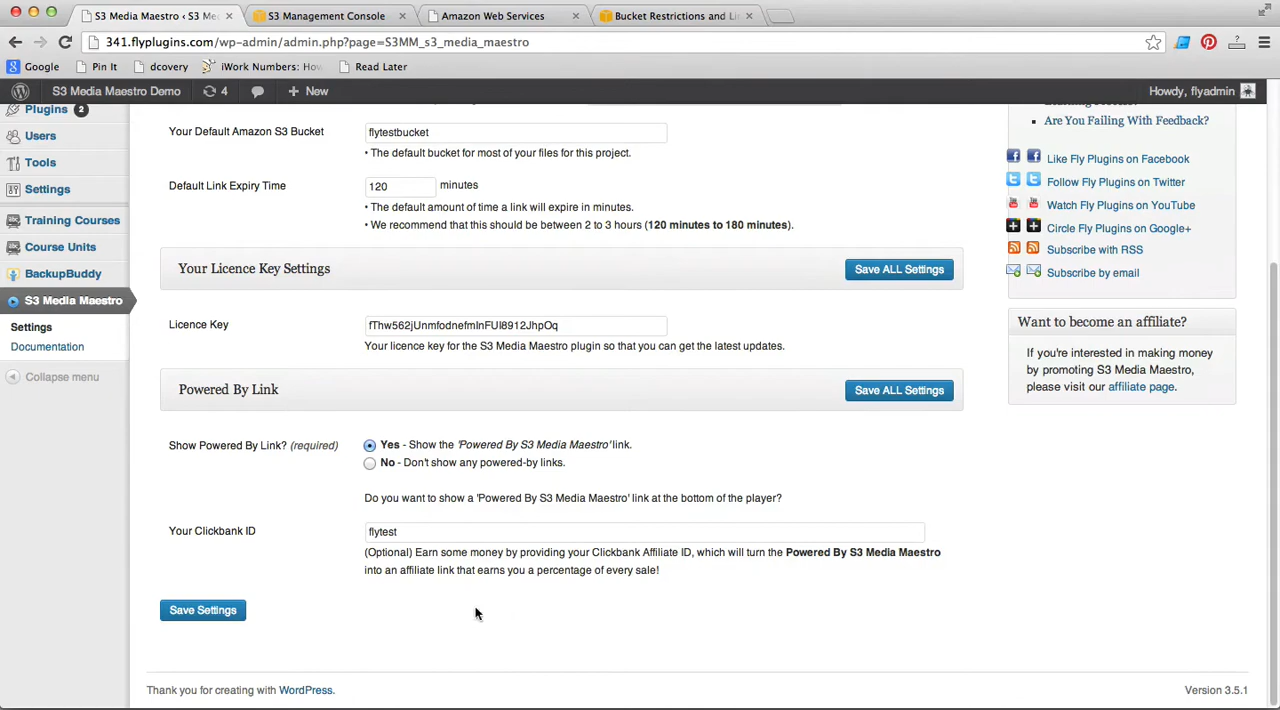 S3 Media Maestro ‹ S3 Me
S3 Management Console
Amazon Web Services
Bucket Restrictions and Li
341.flyplugins.com/wp-admin/admin.php?page=S3MM_s3_media_maestro
Google
Pin It
dcovery
iWork Numbers: How
Read Later
S3 Media Maestro Demo
4
New
Howdy, flyadmin
Plugins 2
Users
Tools
Settings
Training Courses
Course Units
BackupBuddy
S3 Media Maestro
Settings
Documentation
Collapse menu
Your Default Amazon S3 Bucket
flytestbucket
• The default bucket for most of your files for this project.
Default Link Expiry Time
120 minutes
• The default amount of time a link will expire in minutes.
• We recommend that this should be between 2 to 3 hours (120 minutes to 180 minutes).
Your Licence Key Settings
Save ALL Settings
Licence Key
fThw562jUnmfodnefmInFUI8912JhpOq
Your licence key for the S3 Media Maestro plugin so that you can get the latest updates.
Powered By Link
Save ALL Settings
Show Powered By Link? (required)
Yes - Show the 'Powered By S3 Media Maestro' link.
No - Don't show any powered-by links.
Do you want to show a 'Powered By S3 Media Maestro' link at the bottom of the player?
Your Clickbank ID
flytest
(Optional) Earn some money by providing your Clickbank Affiliate ID, which will turn the Powered By S3 Media Maestro
into an affiliate link that earns you a percentage of every sale!
Save Settings
Are You Failing With Feedback?
Like Fly Plugins on Facebook
Follow Fly Plugins on Twitter
Watch Fly Plugins on YouTube
Circle Fly Plugins on Google+
Subscribe with RSS
Subscribe by email
Want to become an affiliate?
If you're interested in making money
by promoting S3 Media Maestro,
please visit our affiliate page.
Thank you for creating with WordPress.
Version 3.5.1